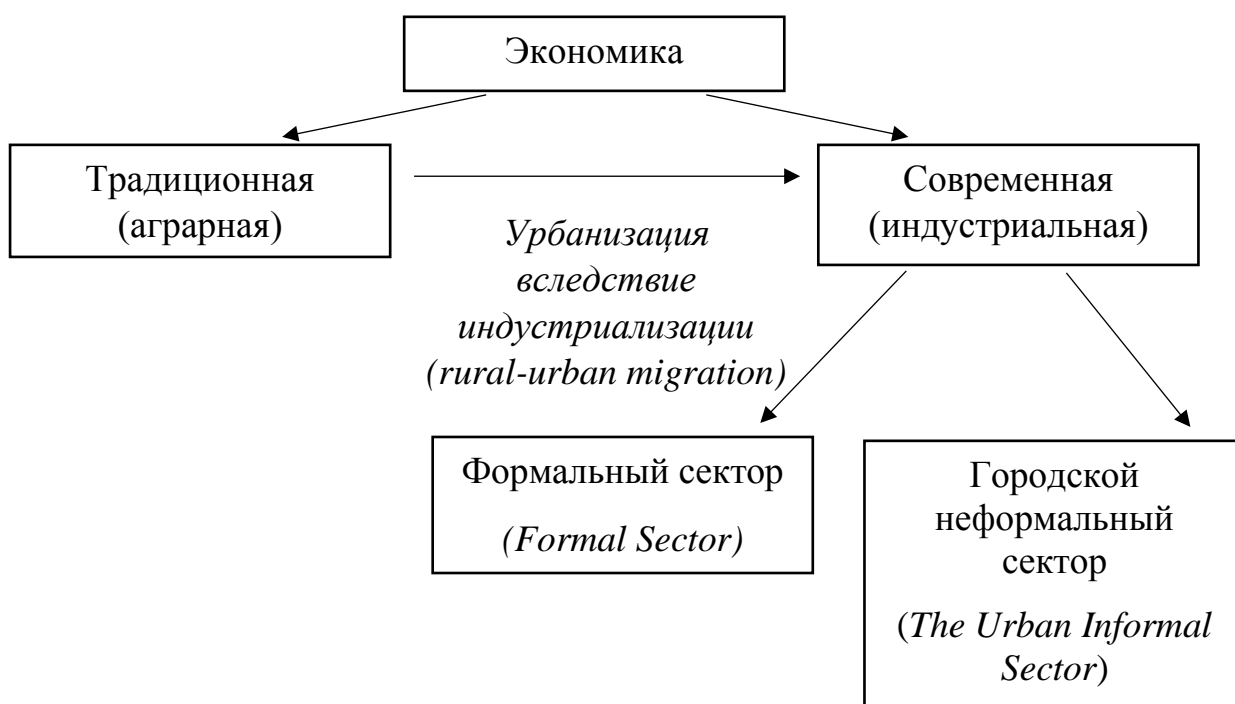 Экономика
Традиционная
(аграрная)
Современная
(индустриальная)
Урбанизация
вследствие
индустриализации
(rural-urban migration)
Формальный сектор
(Formal Sector)
Городской
неформальный
сектор
(The Urban Informal
Sector)